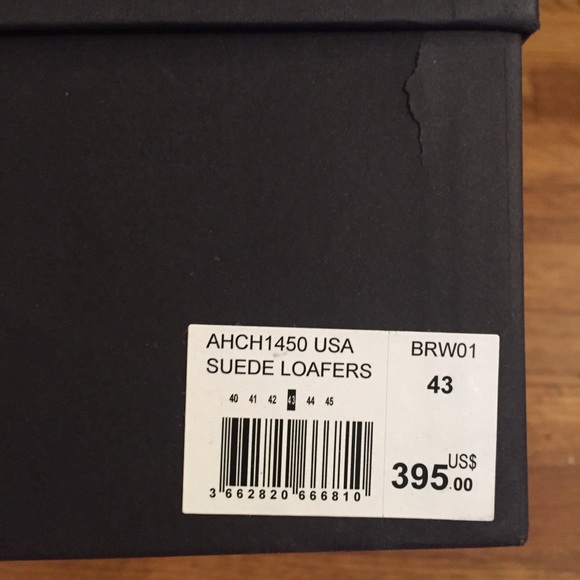 AHCH1450 USA
SUEDE LOAFERS
40 41 42 43 44 45
3 662820 666810
BRW01
43
395.00 US$